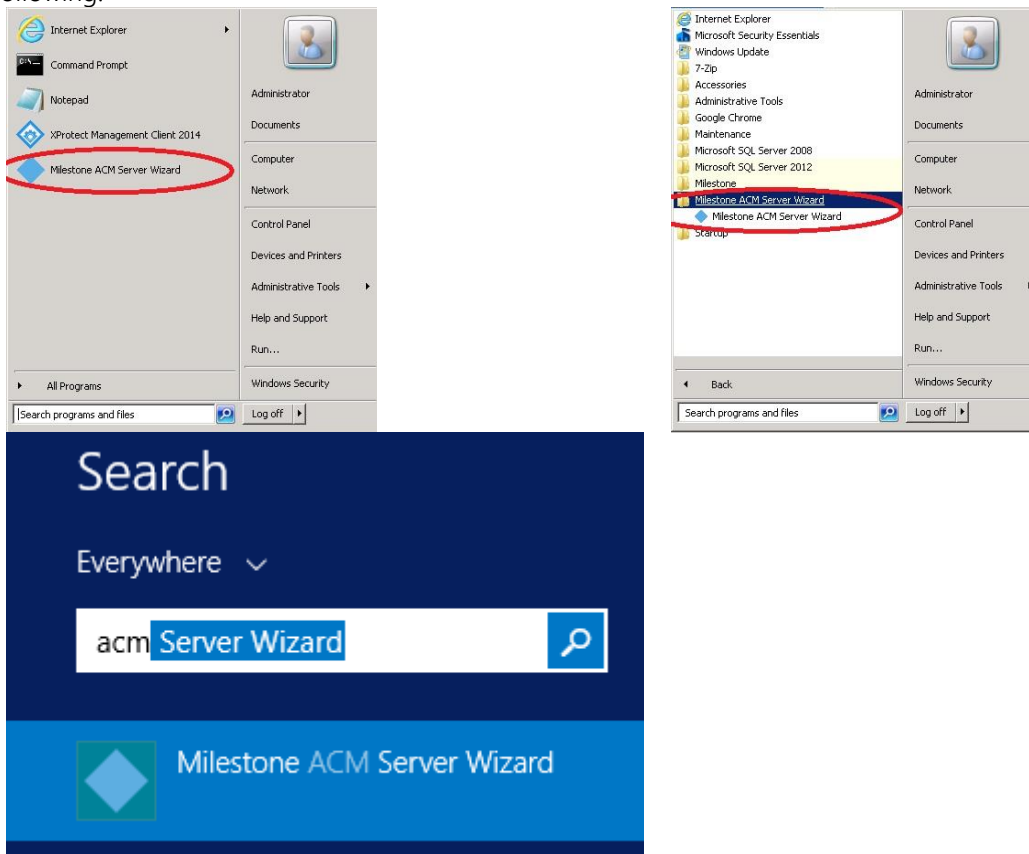 ollowing:
Internet Explorer
Command Prompt
Notepad
XProtect Management Client 2014
Milestone ACM Server Wizard
All Programs
Search programs and files
Administrator
Documents
Computer
Network
Control Panel
Devices and Printers
Administrative Tools
Help and Support
Run...
Windows Security
Log off
Internet Explorer
Microsoft Security Essentials
Windows Update
7-Zip
Accessories
Administrative Tools
Google Chrome
Maintenance
Microsoft SQL Server 2008
Microsoft SQL Server 2012
Milestone
Milestone ACM Server Wizard
Milestone ACM Server Wizard
Startup
Back
Search programs and files
Administrator
Documents
Computer
Network
Control Panel
Devices and Printers
Administrative Tools
Help and Support
Run...
Windows Security
Log off
Search
Everywhere
acm Server Wizard
Milestone ACM Server Wizard